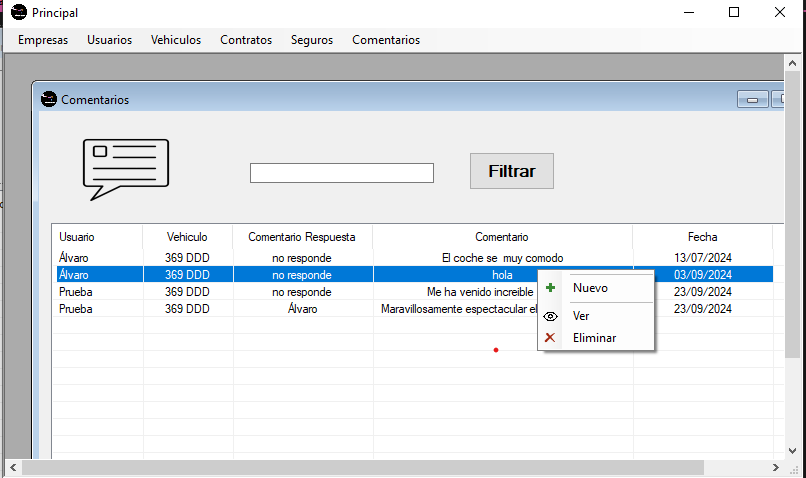 Principal
Empresas Usuarios Vehiculos Contratos Seguros Comentarios
Comentarios
Filtrar
Usuario Vehiculo Comentario Respuesta Comentario Fecha
Álvaro 369 DDD no responde El coche se muy comodo 13/07/2024
Álvaro 369 DDD no responde hola 03/09/2024
Prueba 369 DDD no responde Me ha venido increible 23/09/2024
Prueba 369 DDD Álvaro Maravillosamente espectacular el 23/09/2024
Nuevo
Ver
Eliminar